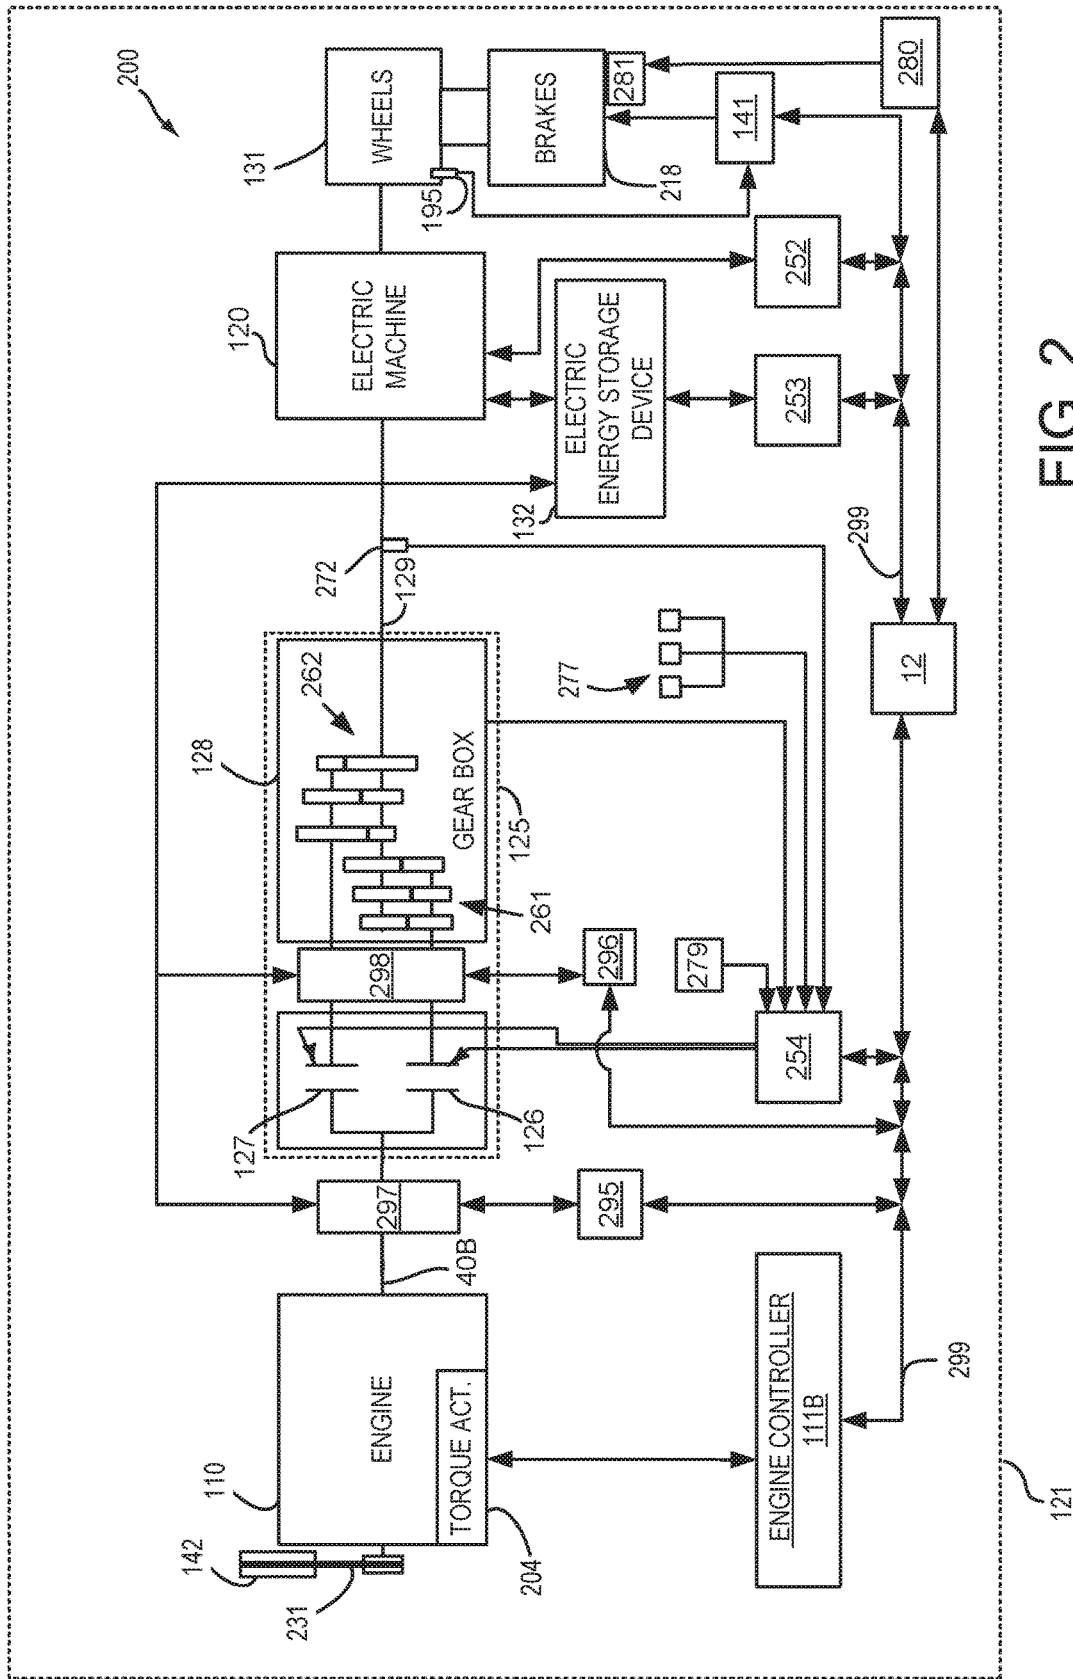 200
131
WHEELS
195
BRAKES
281
218
141
280
120
ELECTRIC
MACHINE
ELECTRIC
ENERGY STORAGE
DEVICE
132
252
253
299
272
129
277
12
128
262
GEAR BOX
125
261
298
296
279
254
127
126
297
295
40B
110
ENGINE
TORQUE ACT.
204
142
231
ENGINE CONTROLLER
111B
299
121
FIG. 2